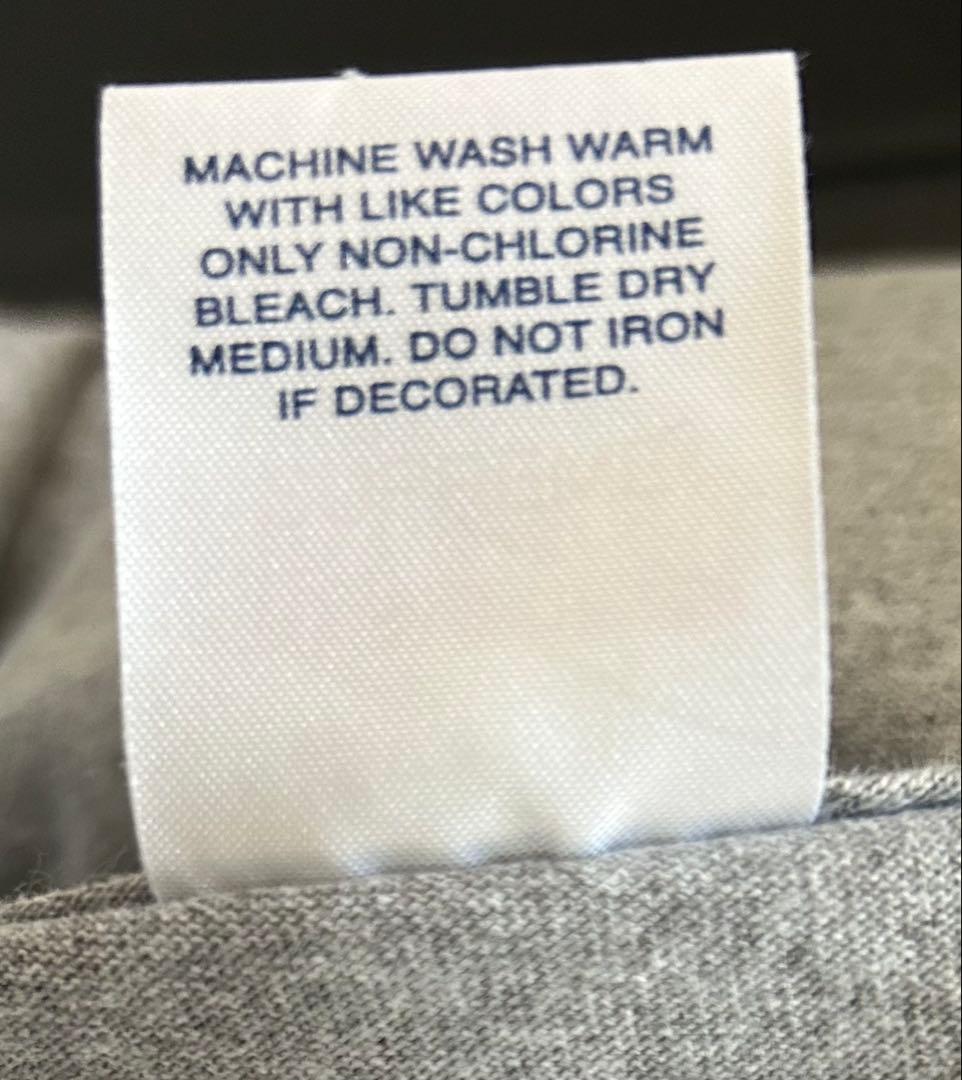 MACHINE WASH WARM
WITH LIKE COLORS
ONLY NON-CHLORINE
BLEACH. TUMBLE DRY
MEDIUM. DO NOT IRON
IF DECORATED.